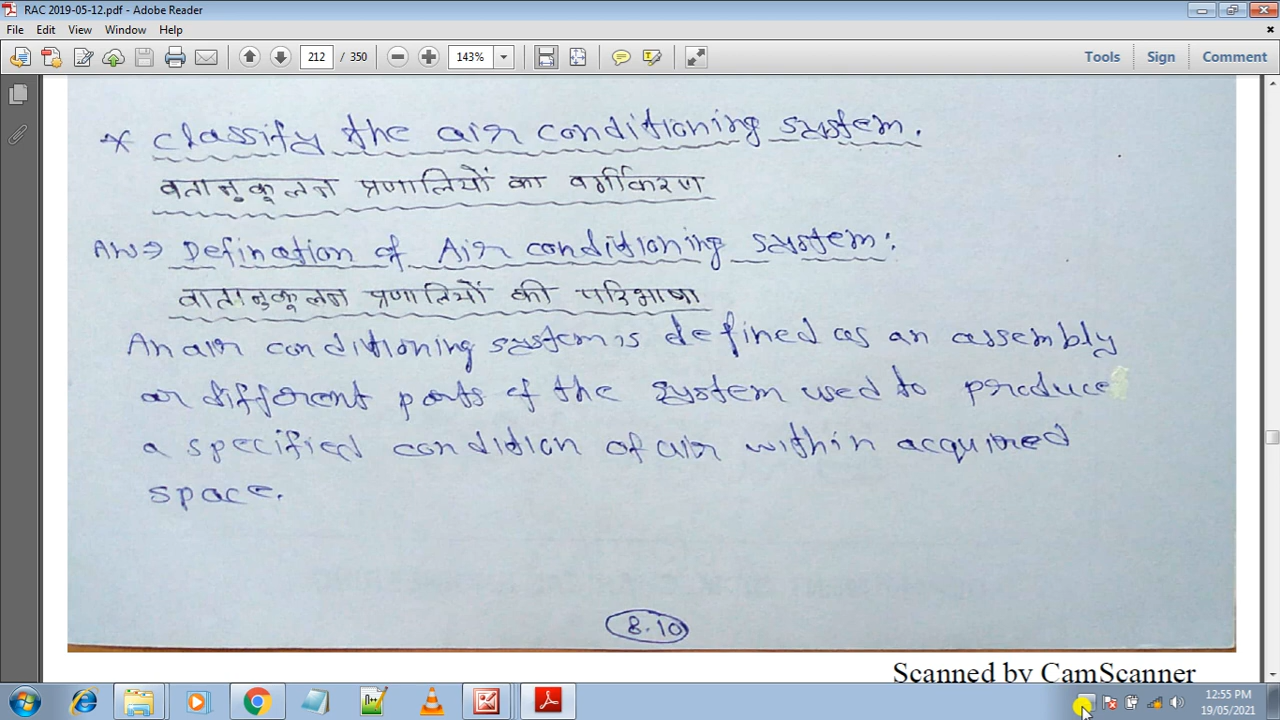 RAC 2019-05-12.pdf - Adobe Reader
File Edit View Window Help
212 / 350 143% Tools Sign Comment
* Classify the air conditioning system.
वतानुकूलन प्रणालियों का वर्गीकरण
Ans→ Defination of Air conditioning system:
वातानुकूलन प्रणालियों की परिभाषा
An air conditioning system is defined as an assembly
or different parts of the system used to produce
a specified condition of air within acquired
space.
8.10
Scanned by CamScanner
12:55 PM
19/05/2021